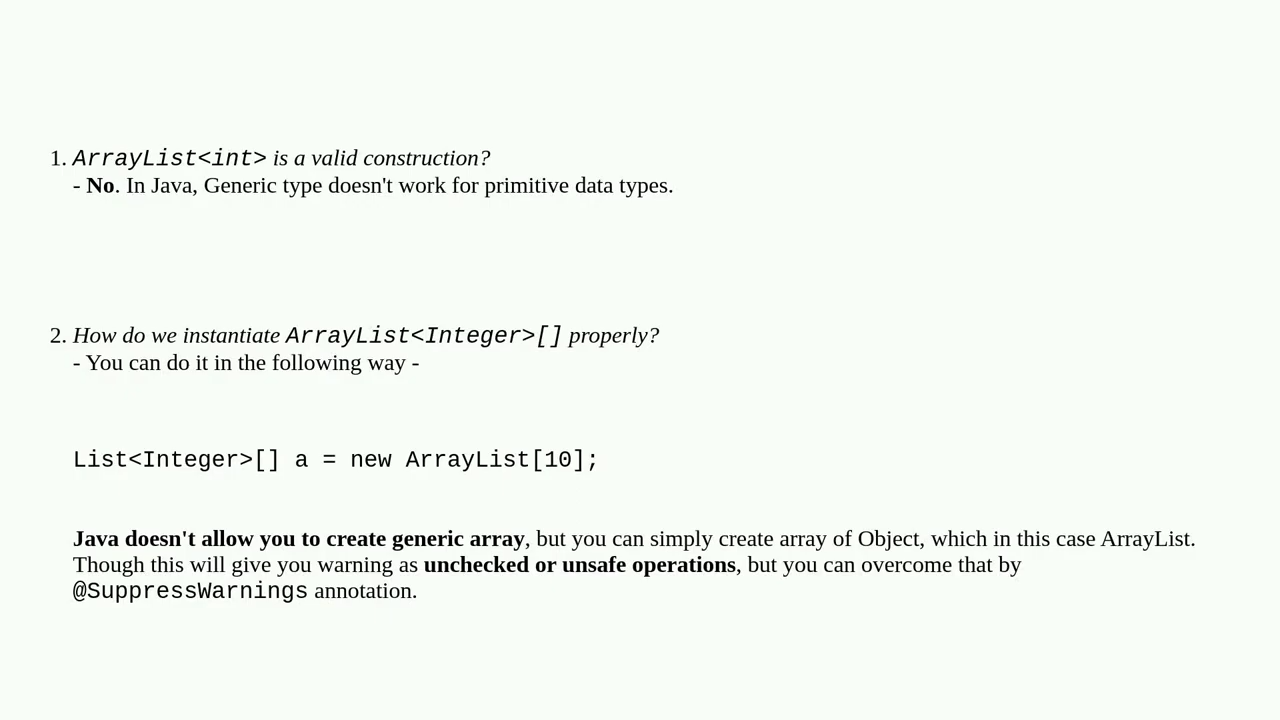 1. ArrayList<int> is a valid construction?
- No. In Java, Generic type doesn't work for primitive data types.
2. How do we instantiate ArrayList<Integer>[] properly?
- You can do it in the following way -
List<Integer>[] a = new ArrayList[10];
Java doesn't allow you to create generic array, but you can simply create array of Object, which in this case ArrayList.
Though this will give you warning as unchecked or unsafe operations, but you can overcome that by
@SuppressWarnings annotation.